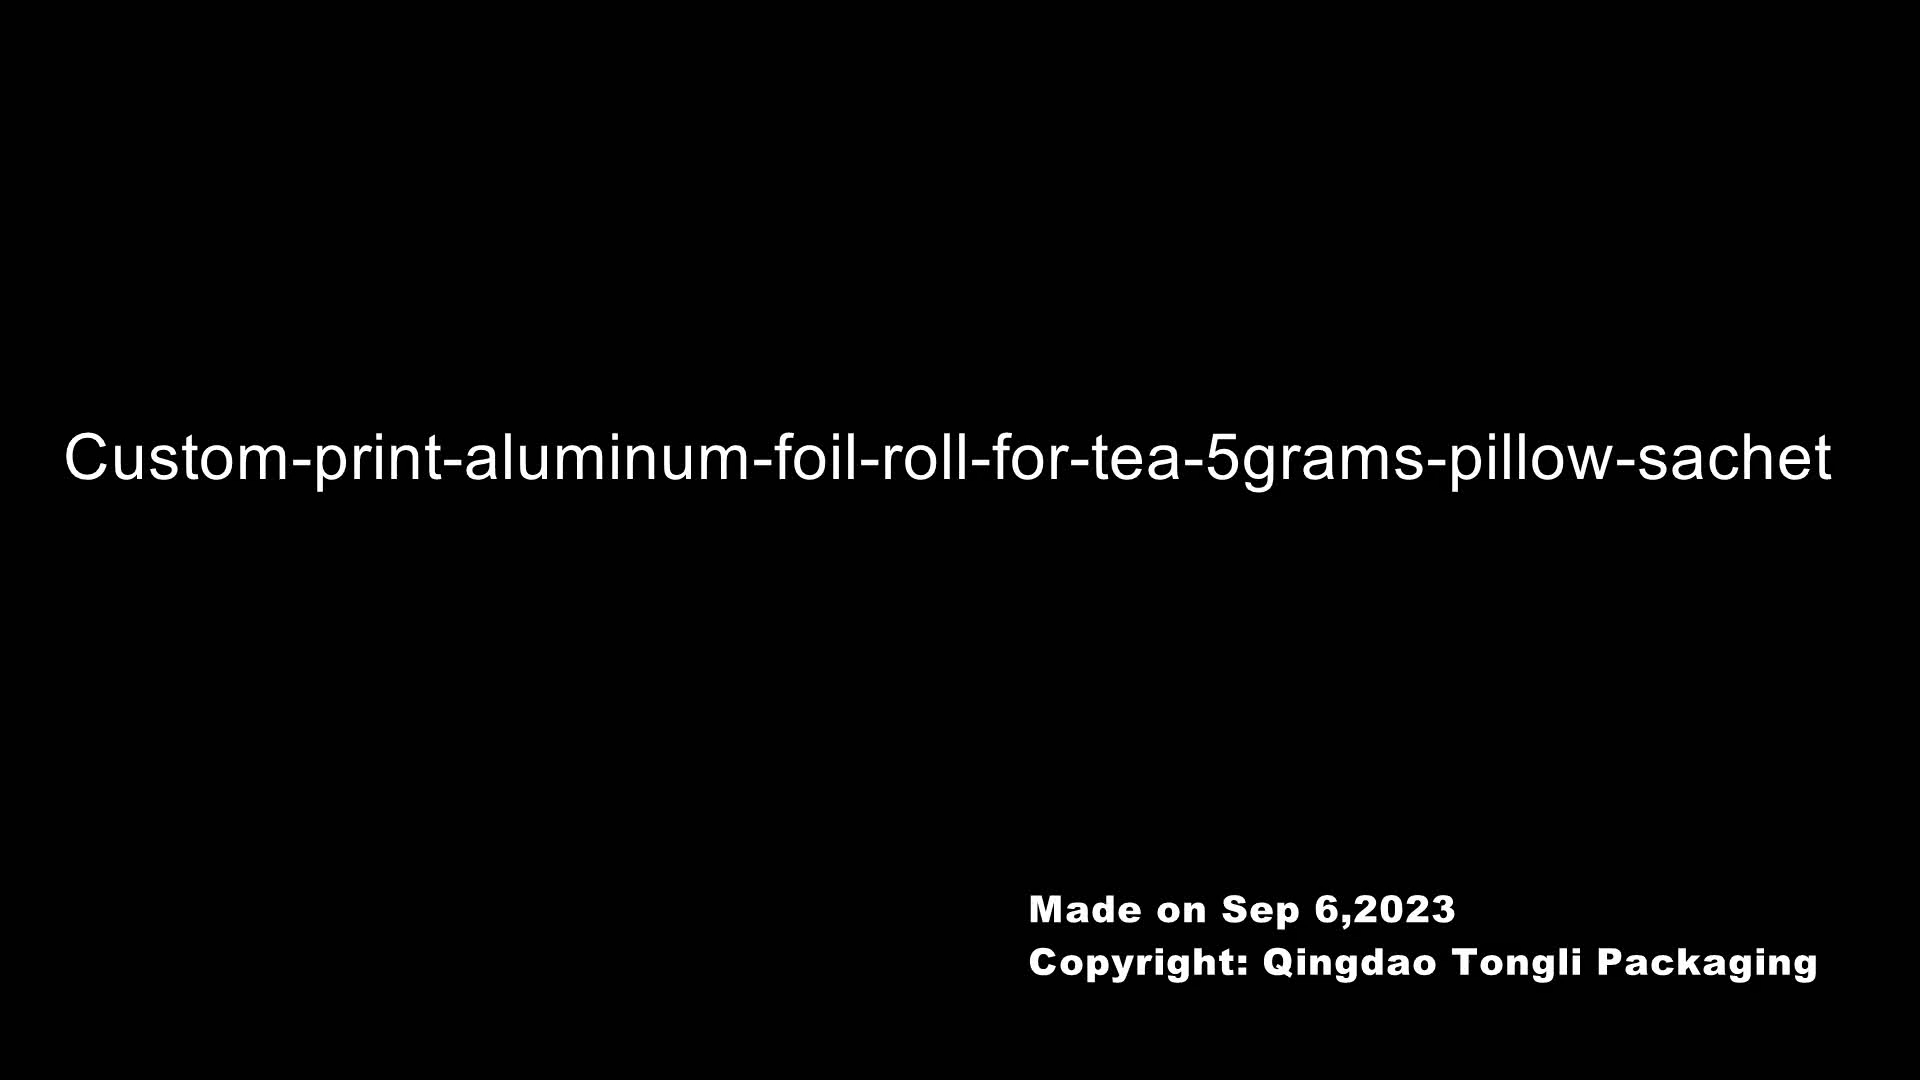 Custom-print-aluminum-foil-roll-for-tea-5grams-pillow-sachet
Made on Sep 6,2023
Copyright: Qingdao Tongli Packaging